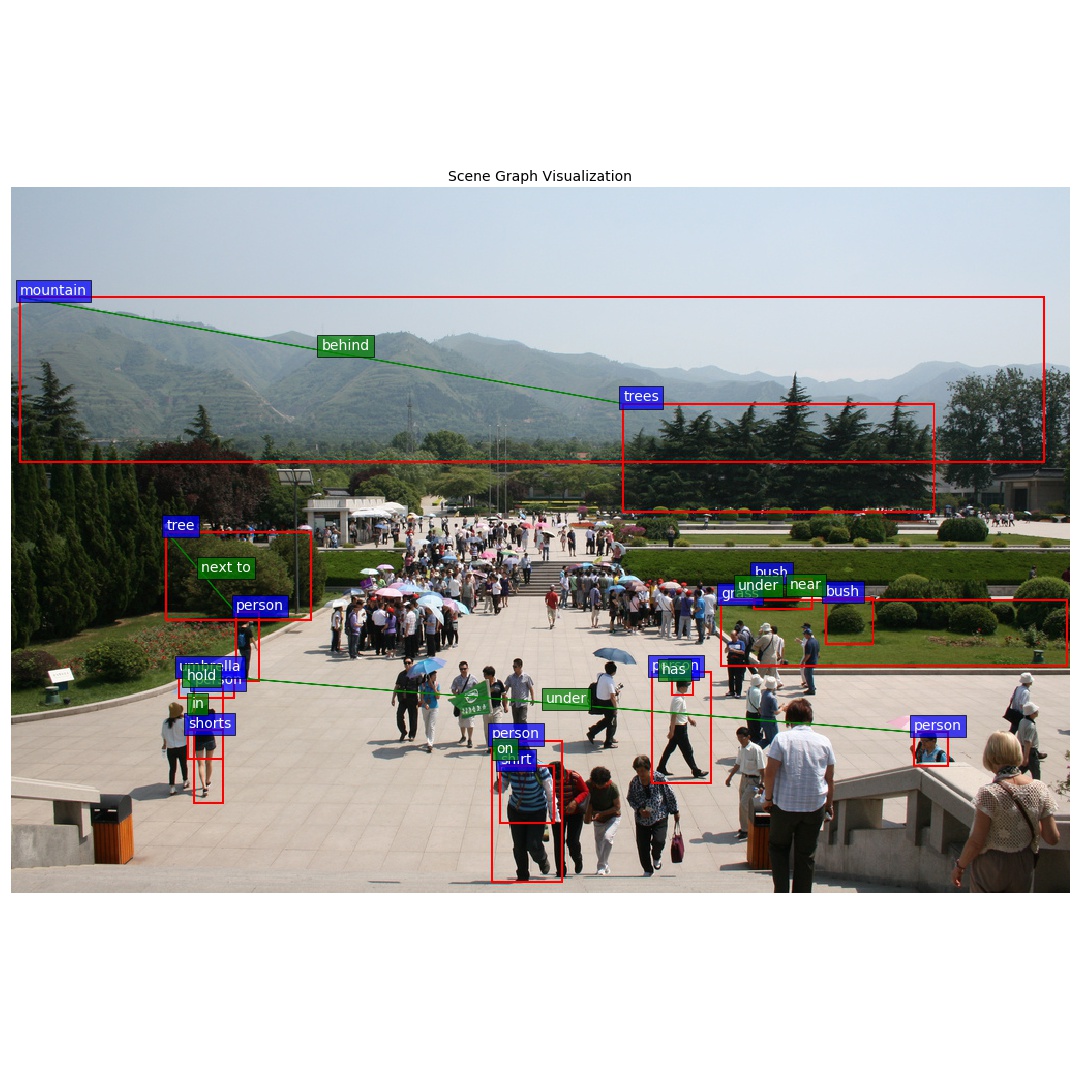 Scene Graph Visualization
mountain
behind
trees
tree
next to
person
bush
under
near
grass
bush
umbrella
hold
person
in
shorts
under
person
on
shirt
person
has
person